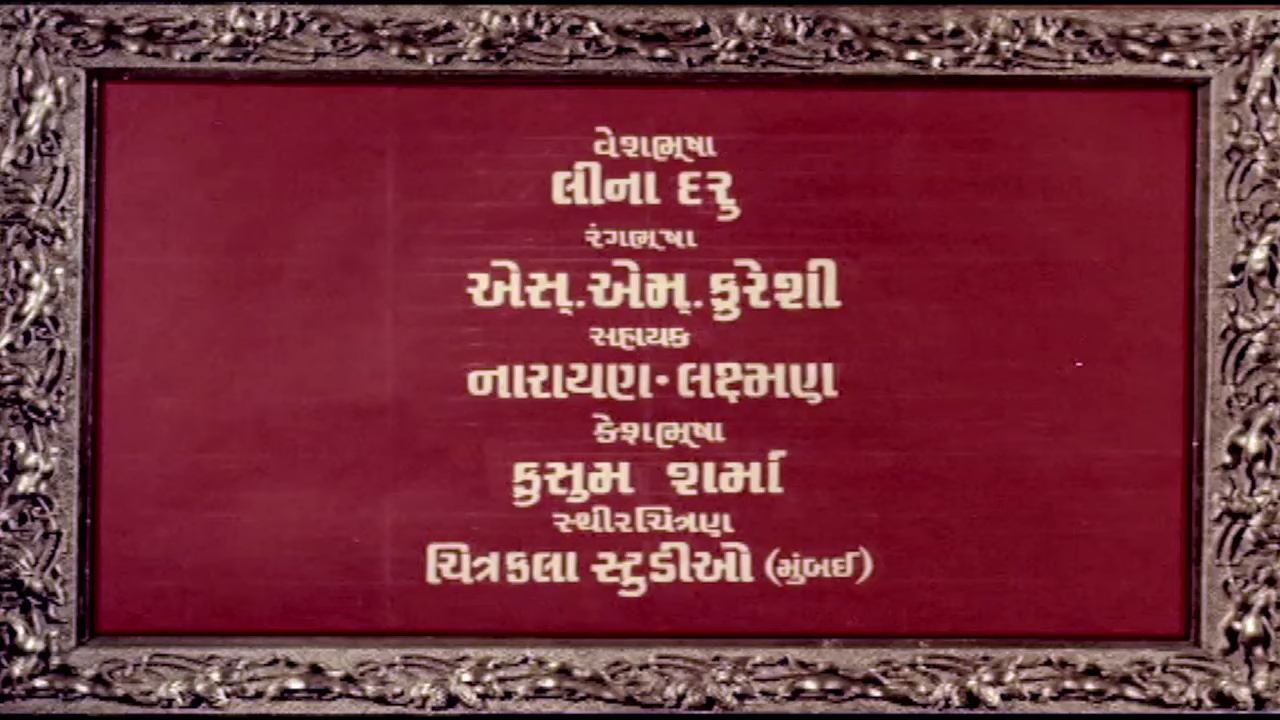 વેશભૂષા
લીના દરુ
રંગભૂષા
એસ્.એમ્.કુરેશી
સહાયક
નારાયણ·લક્ષ્મણ
કેશભૂષા
કુસુમ શર્મા
સ્થીરચિત્રણ
ચિત્રકલા સ્ટુડીઓ (મુંબઈ)